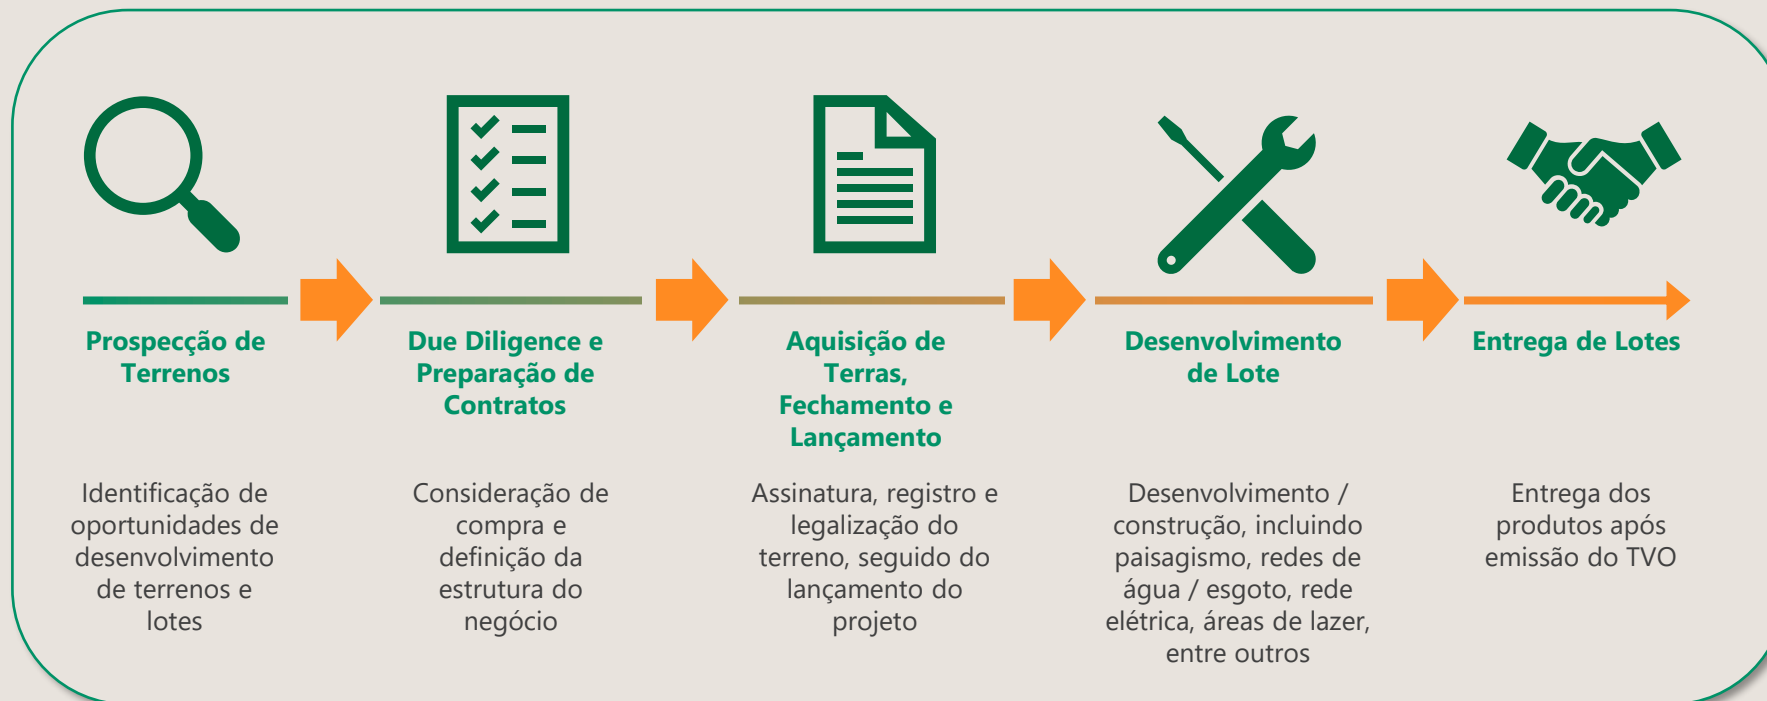 Prospecção de
Terrenos
Identificação de
oportunidades de
desenvolvimento
de terrenos e
lotes
Due Diligence e
Preparação de
Contratos
Consideração de
compra e
definição da
estrutura do
negócio
Aquisição de
Terras,
Fechamento e
Lançamento
Assinatura, registro e
legalização do
terreno, seguido do
lançamento do
projeto
Desenvolvimento
de Lote
Desenvolvimento /
construção, incluindo
paisagismo, redes de
água / esgoto, rede
elétrica, áreas de lazer,
entre outros
Entrega de Lotes
Entrega dos
produtos após
emissão do TVO